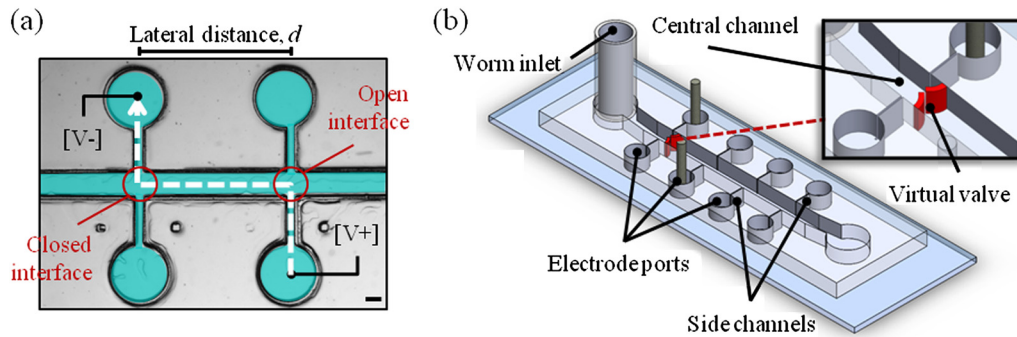 (a)
Lateral distance, d
[V-]
Open
interface
Closed
interface
[V+]
(b)
Worm inlet
Central channel
Virtual valve
Electrode ports
Side channels